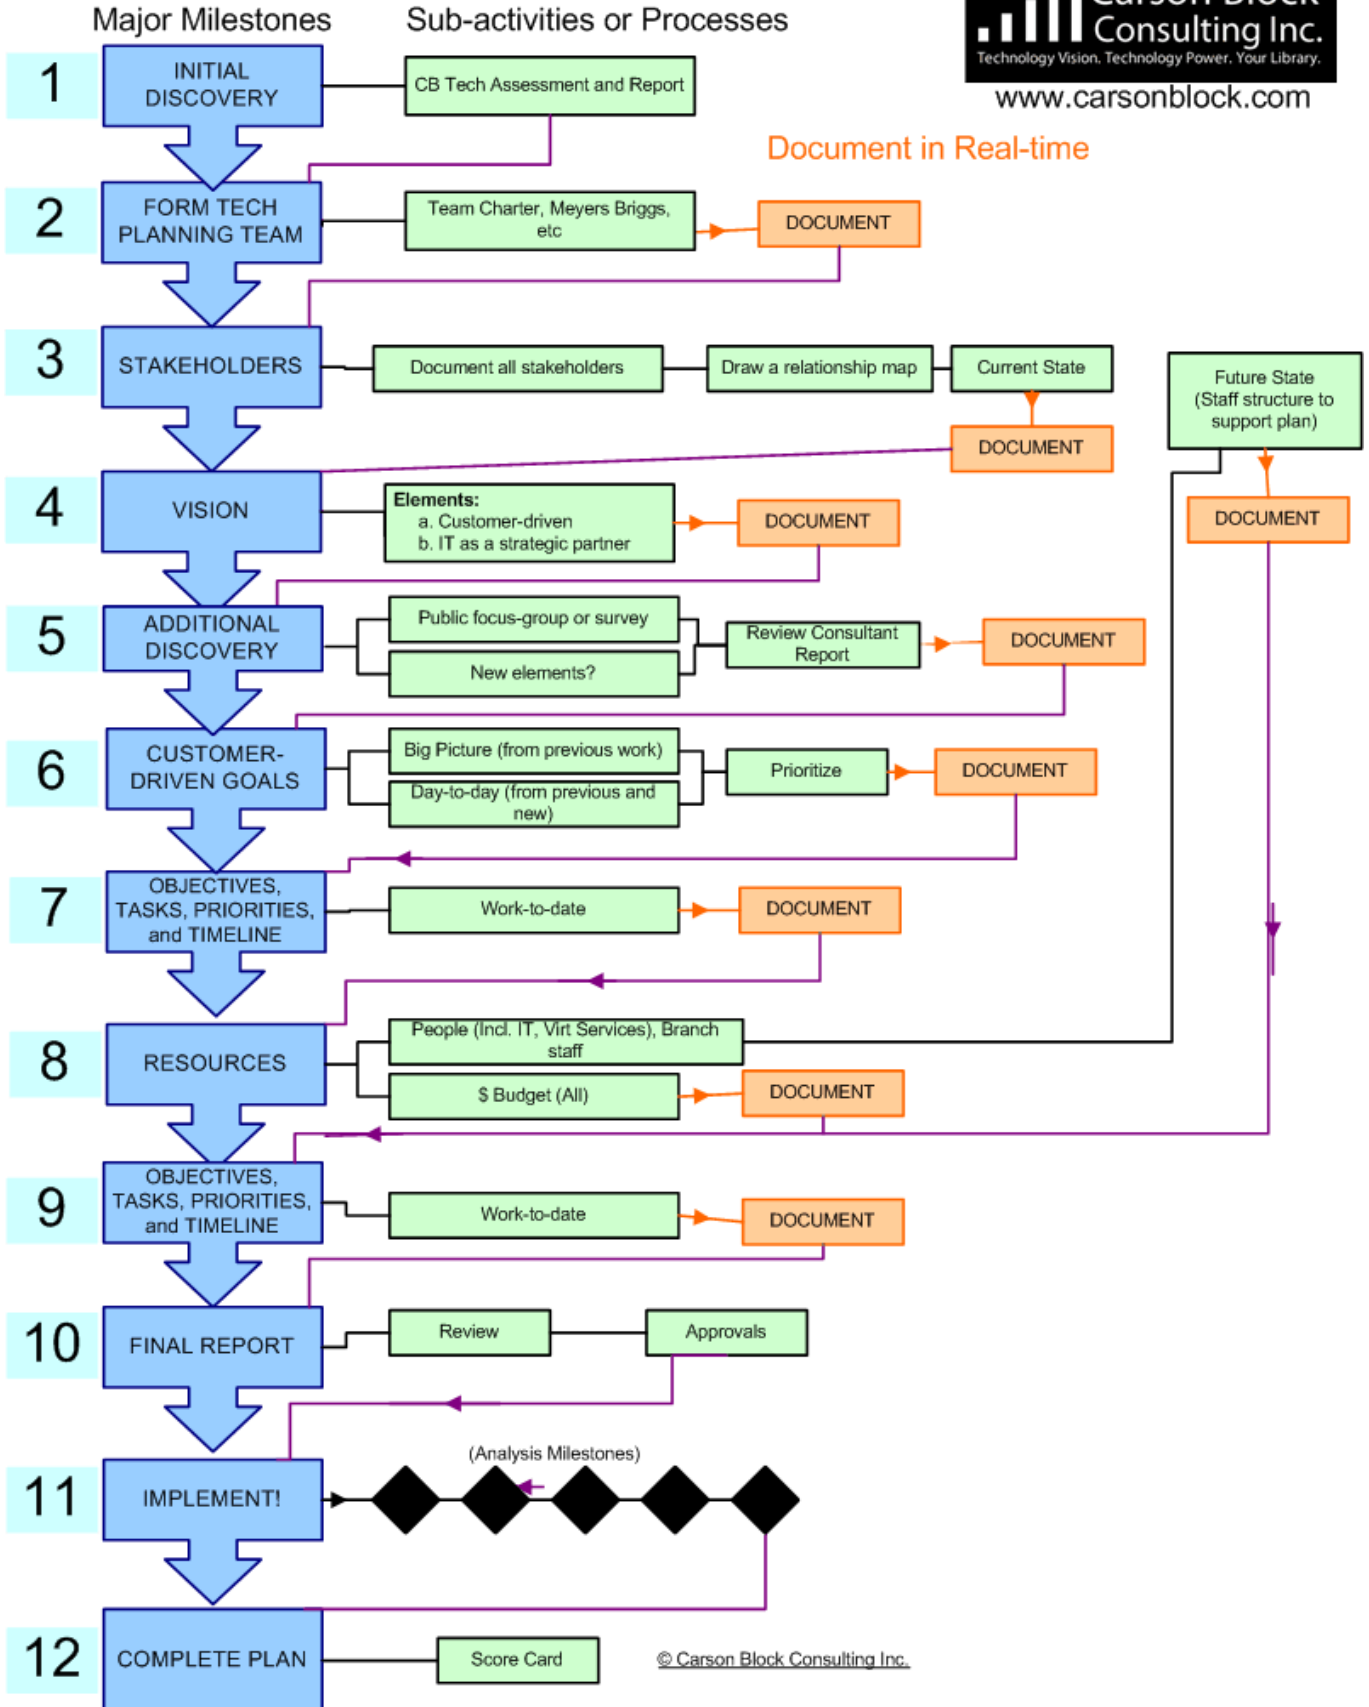 Major Milestones
Sub-activities or Processes
Carson Block
Consulting Inc.
Technology Vision. Technology Power. Your Library.
www.carsonblock.com
Document in Real-time
1
INITIAL
DISCOVERY
CB Tech Assessment and Report
2
FORM TECH
PLANNING TEAM
Team Charter, Meyers Briggs,
etc
DOCUMENT
3
STAKEHOLDERS
Document all stakeholders
Draw a relationship map
Current State
DOCUMENT
Future State
(Staff structure to
support plan)
DOCUMENT
4
VISION
Elements:
a. Customer-driven
b. IT as a strategic partner
DOCUMENT
5
ADDITIONAL
DISCOVERY
Public focus-group or survey
New elements?
Review Consultant
Report
DOCUMENT
6
CUSTOMER-
DRIVEN GOALS
Big Picture (from previous work)
Day-to-day (from previous and
new)
Prioritize
DOCUMENT
7
OBJECTIVES,
TASKS, PRIORITIES,
and TIMELINE
Work-to-date
DOCUMENT
8
RESOURCES
People (Incl. IT, Virt Services), Branch
staff
$ Budget (All)
DOCUMENT
9
OBJECTIVES,
TASKS, PRIORITIES,
and TIMELINE
Work-to-date
DOCUMENT
10
FINAL REPORT
Review
Approvals
11
IMPLEMENT!
(Analysis Milestones)
12
COMPLETE PLAN
Score Card
© Carson Block Consulting Inc.